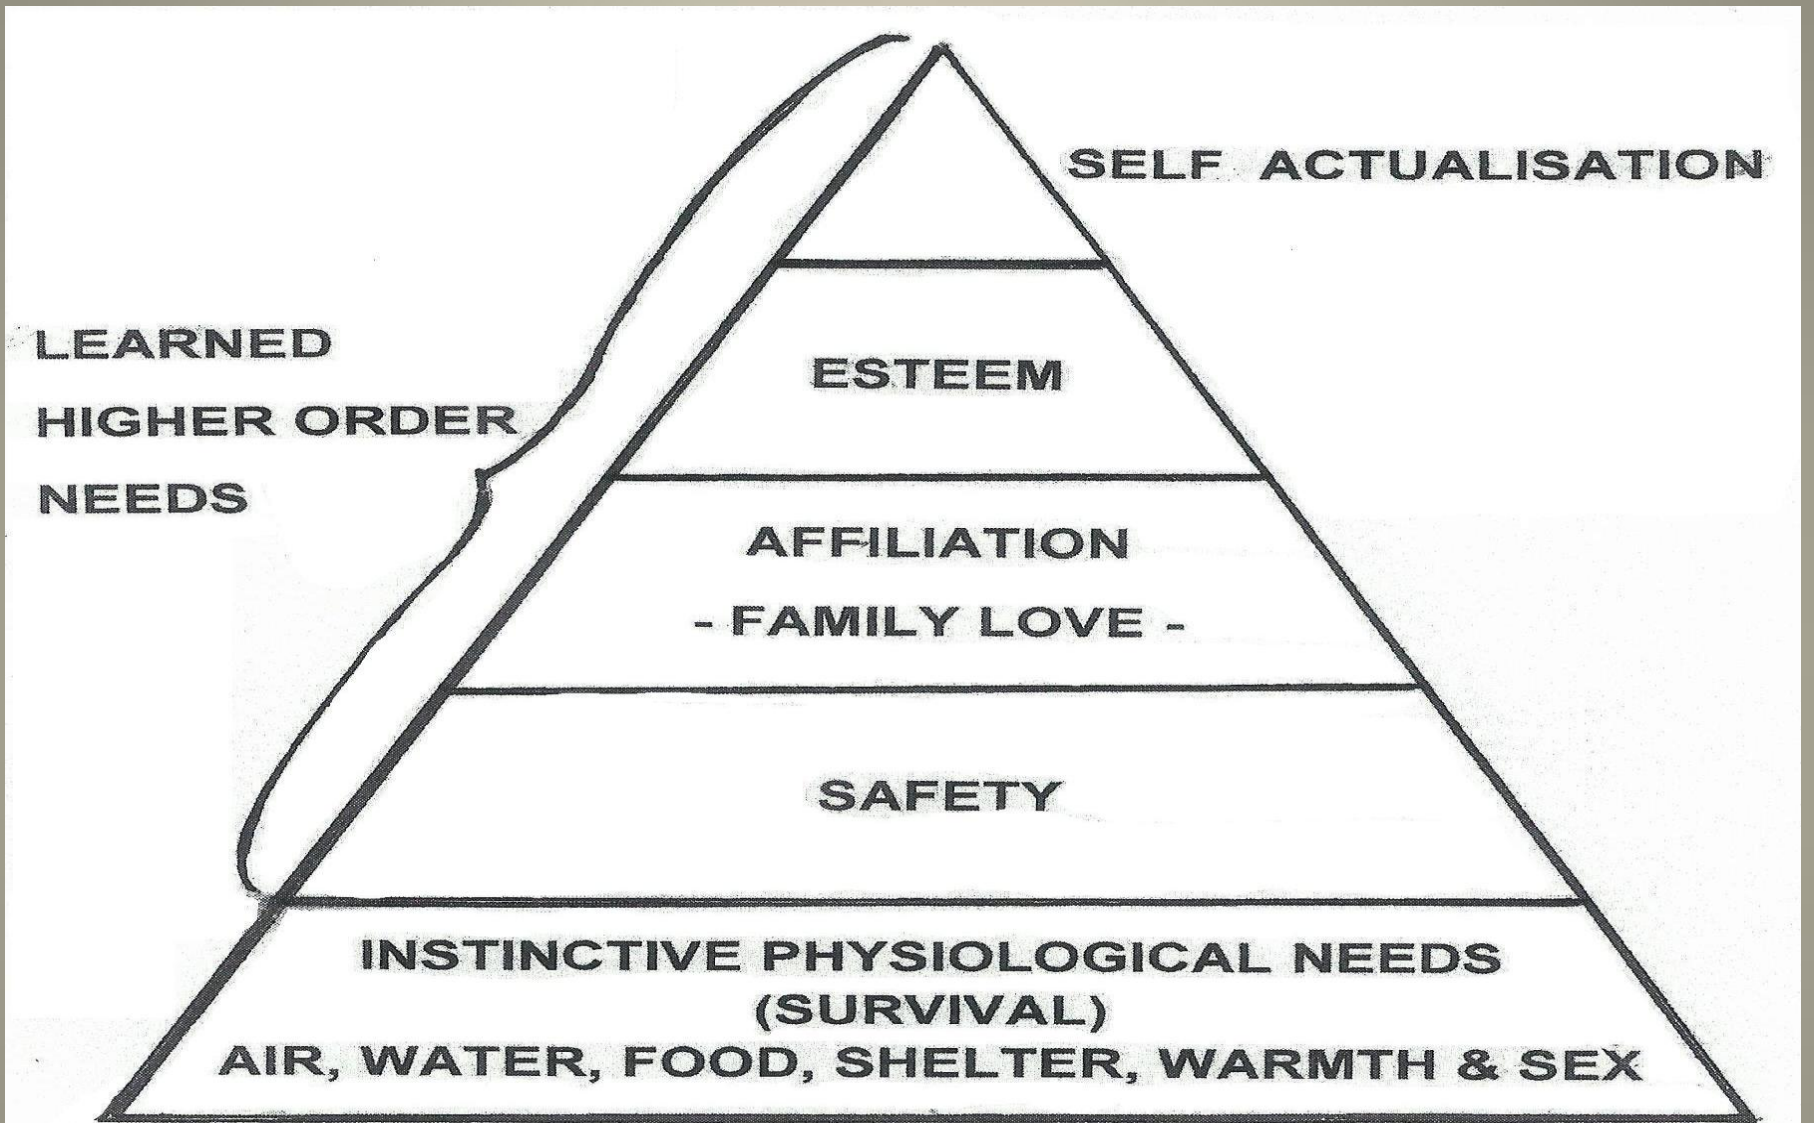 SELF ACTUALISATION
LEARNED
HIGHER ORDER
NEEDS
ESTEEM
AFFILIATION
- FAMILY LOVE -
SAFETY
INSTINCTIVE PHYSIOLOGICAL NEEDS
(SURVIVAL)
AIR, WATER, FOOD, SHELTER, WARMTH & SEX